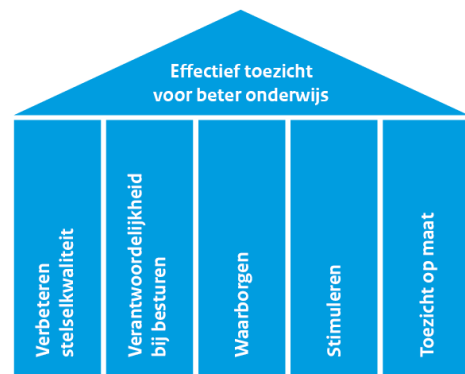 Effectief toezicht
voor beter onderwijs
Verbeteren
stelselkwaliteit
Verantwoordelijkheid
bij besturen
Waarborgen
Stimuleren
Toezicht op maat